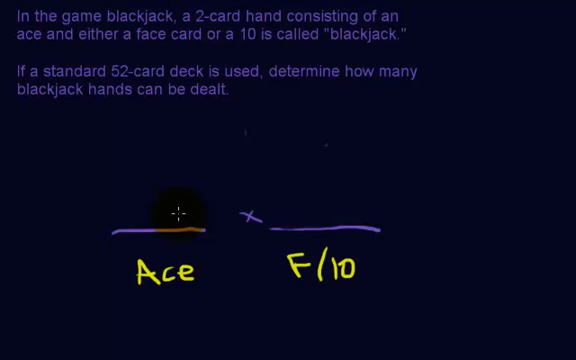 In the game blackjack, a 2-card hand consisting of an
ace and either a face card or a 10 is called "blackjack."
If a standard 52-card deck is used, determine how many
blackjack hands can be dealt.
×
Ace F/10